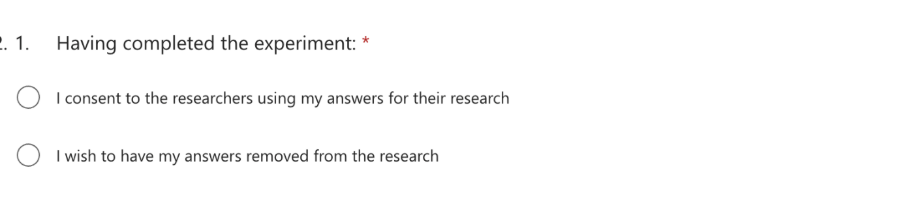 . 1. Having completed the experiment: *
I consent to the researchers using my answers for their research
I wish to have my answers removed from the research